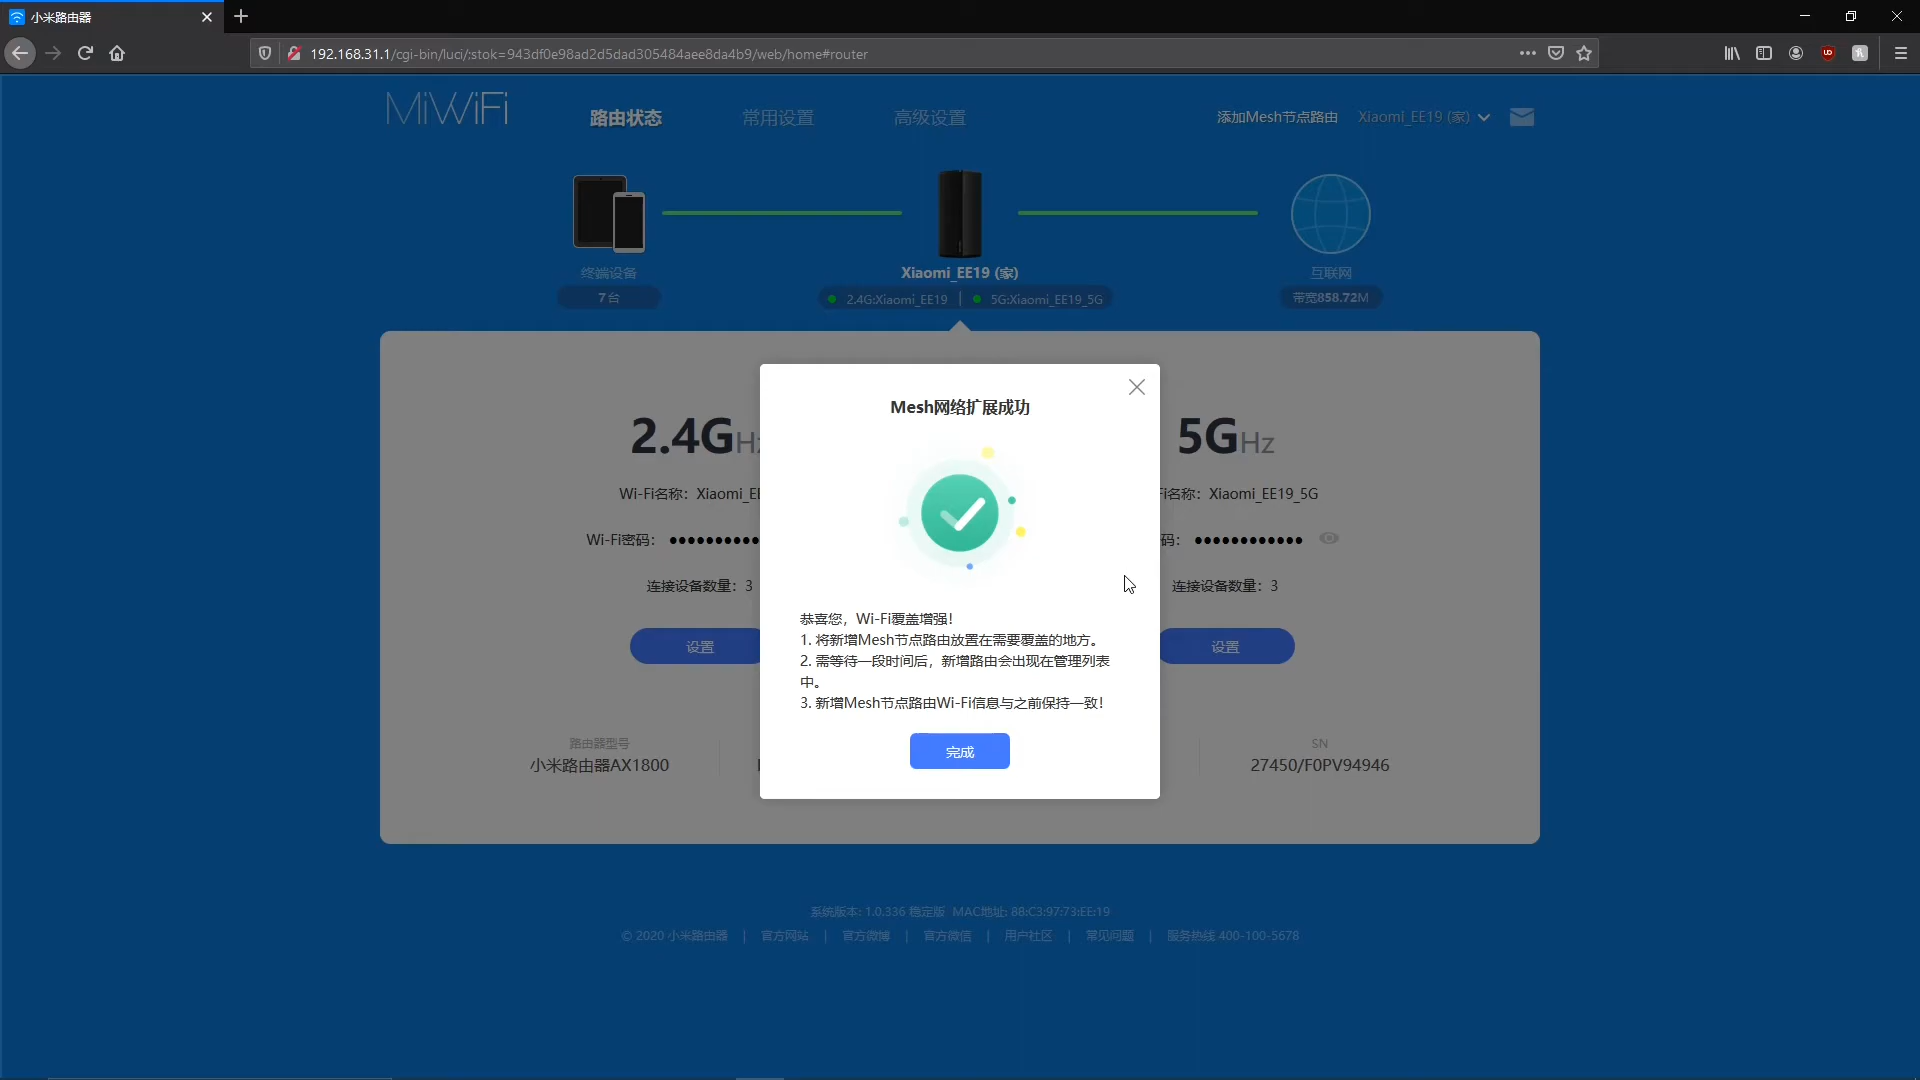 小米路由器
192.168.31.1/cgi-bin/luci/;stok=943df0e98ad2d5dad305484aee8da4b9/web/home#router
MiWiFi
路由状态
常用设置
高级设置
添加Mesh节点路由
Xiaomi_EE19 (家)
终端设备
7台
Xiaomi_EE19 (家)
2.4G:Xiaomi_EE19
5G:Xiaomi_EE19_5G
互联网
带宽858.72M
Mesh网络扩展成功
2.4GHz
5GHz
Wi-Fi名称：Xiaomi_EE
Fi名称：Xiaomi_EE19_5G
Wi-Fi密码：●●●●●●●●●●
码：●●●●●●●●●●●●
连接设备数量：3
连接设备数量：3
恭喜您，Wi-Fi覆盖增强！
1. 将新增Mesh节点路由放置在需要覆盖的地方。
2. 需等待一段时间后，新增路由会出现在管理列表
中。
3. 新增Mesh节点路由Wi-Fi信息与之前保持一致！
设置
设置
完成
路由器型号
小米路由器AX1800
SN
27450/F0PV94946
系统版本: 1.0.336 稳定版 MAC地址: 88:C3:97:73:EE:19
© 2020 小米路由器 | 官方网站 | 官方微博 | 官方微信 | 用户社区 | 常见问题 | 服务热线 400-100-5678